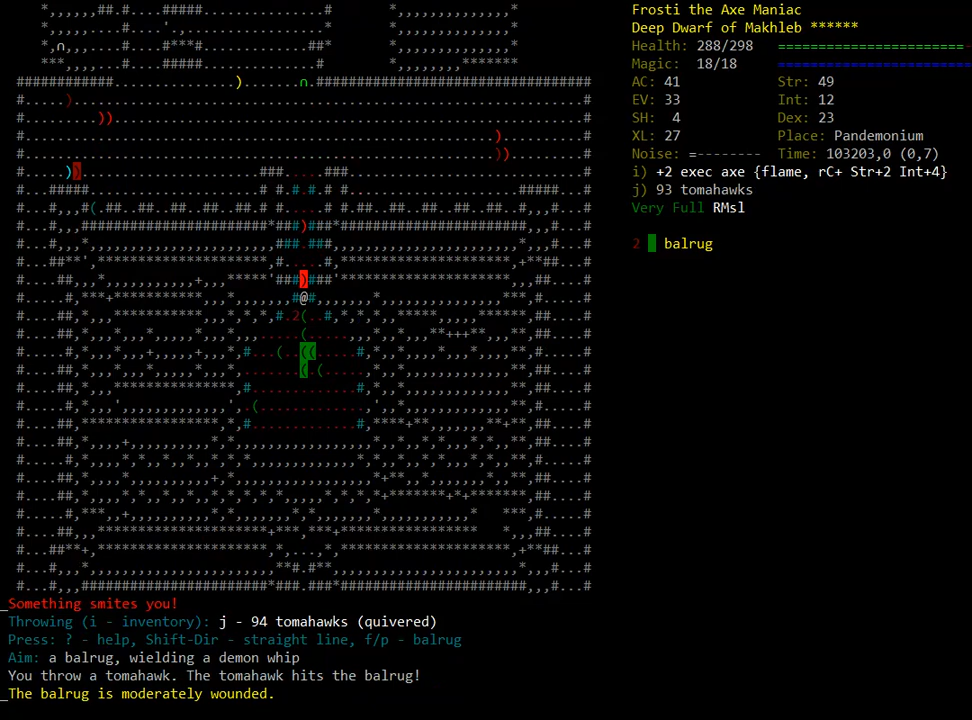 Frosti the Axe Maniac
Deep Dwarf of Makhleb ******
Health: 288/298
Magic: 18/18
AC: 41 Str: 49
EV: 33 Int: 12
SH: 4 Dex: 23
XL: 27 Place: Pandemonium
Noise: =-------- Time: 103203,0 (0,7)
i) +2 exec axe {flame, rC+ Str+2 Int+4}
j) 93 tomahawks
Very Full RMsl
2 balrug
_Something smites you!
Throwing (i - inventory): j - 94 tomahawks (quivered)
Press: ? - help, Shift-Dir - straight line, f/p - balrug
Aim: a balrug, wielding a demon whip
You throw a tomahawk. The tomahawk hits the balrug!
_The balrug is moderately wounded.